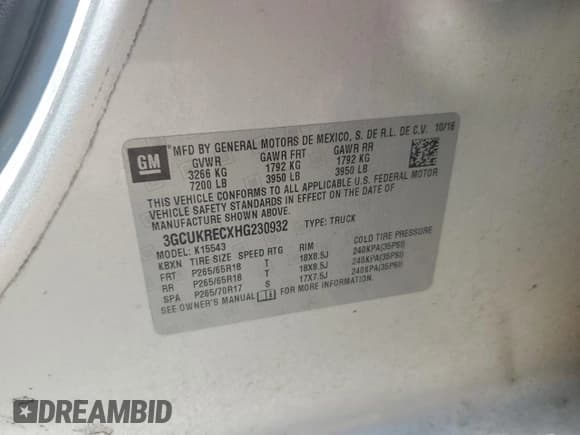 GM
MFD BY GENERAL MOTORS DE MEXICO, S. DE R.L. DE C.V. 10/16
GVWR GAWR FRT GAWR RR
3266 KG 1792 KG 1792 KG
7200 LB 3950 LB 3950 LB
THIS VEHICLE CONFORMS TO ALL APPLICABLE U.S. FEDERAL MOTOR
VEHICLE SAFETY STANDARDS IN EFFECT ON THE DATE OF
MANUFACTURE SHOWN ABOVE.
3GCUKRECXHG230932 TYPE: TRUCK
MODEL: K15543
KBXN TIRE SIZE SPEED RTG RIM COLD TIRE PRESSURE
FRT P265/65R18 T 18X8.5J 240KPA(35PSI)
RR P265/65R18 T 18X8.5J 240KPA(35PSI)
SPA P265/70R17 S 17X7.5J 240KPA(35PSI)
SEE OWNER'S MANUAL FOR MORE INFORMATION.
DREAMBID